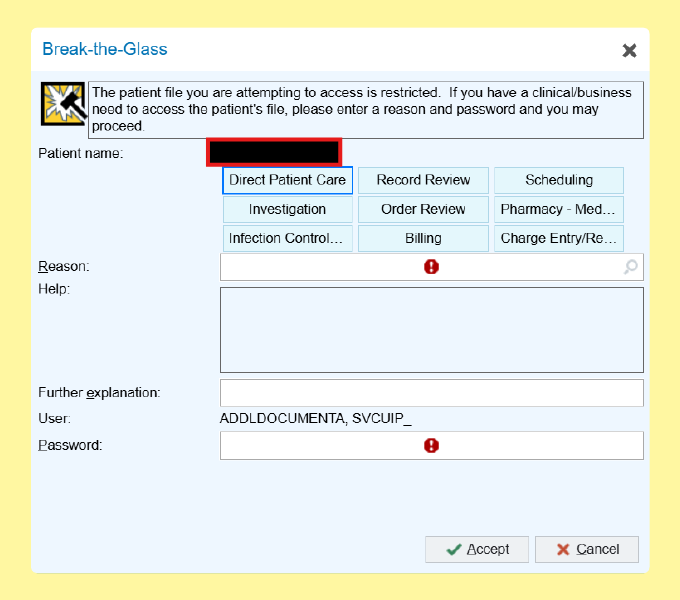 Break-the-Glass
The patient file you are attempting to access is restricted.  If you have a clinical/business
need to access the patient's file, please enter a reason and password and you may
proceed.
Patient name:
Direct Patient Care
Record Review
Scheduling
Investigation
Order Review
Pharmacy - Med...
Infection Control...
Billing
Charge Entry/Re...
Reason:
Help:
Further explanation:
User:
ADDLDOCUMENTA, SVCUIP_
Password:
Accept
Cancel